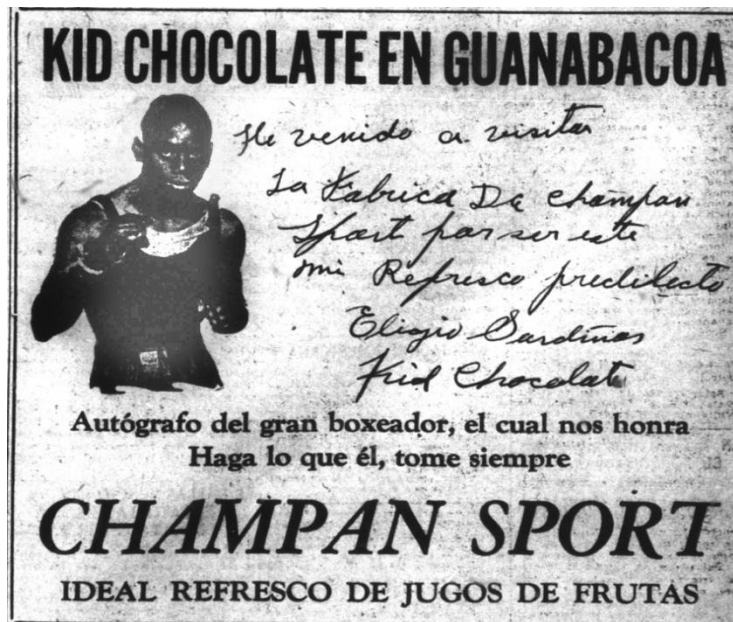 KID CHOCOLATE EN GUANABACOA
He venido a visitar
La Fabrica De Champan
Sport por ser este
mi Refresco predilecto
Eligio Sardiñas
Kid Chocolate
Autógrafo del gran boxeador, el cual nos honra
Haga lo que él, tome siempre
CHAMPAN SPORT
IDEAL REFRESCO DE JUGOS DE FRUTAS